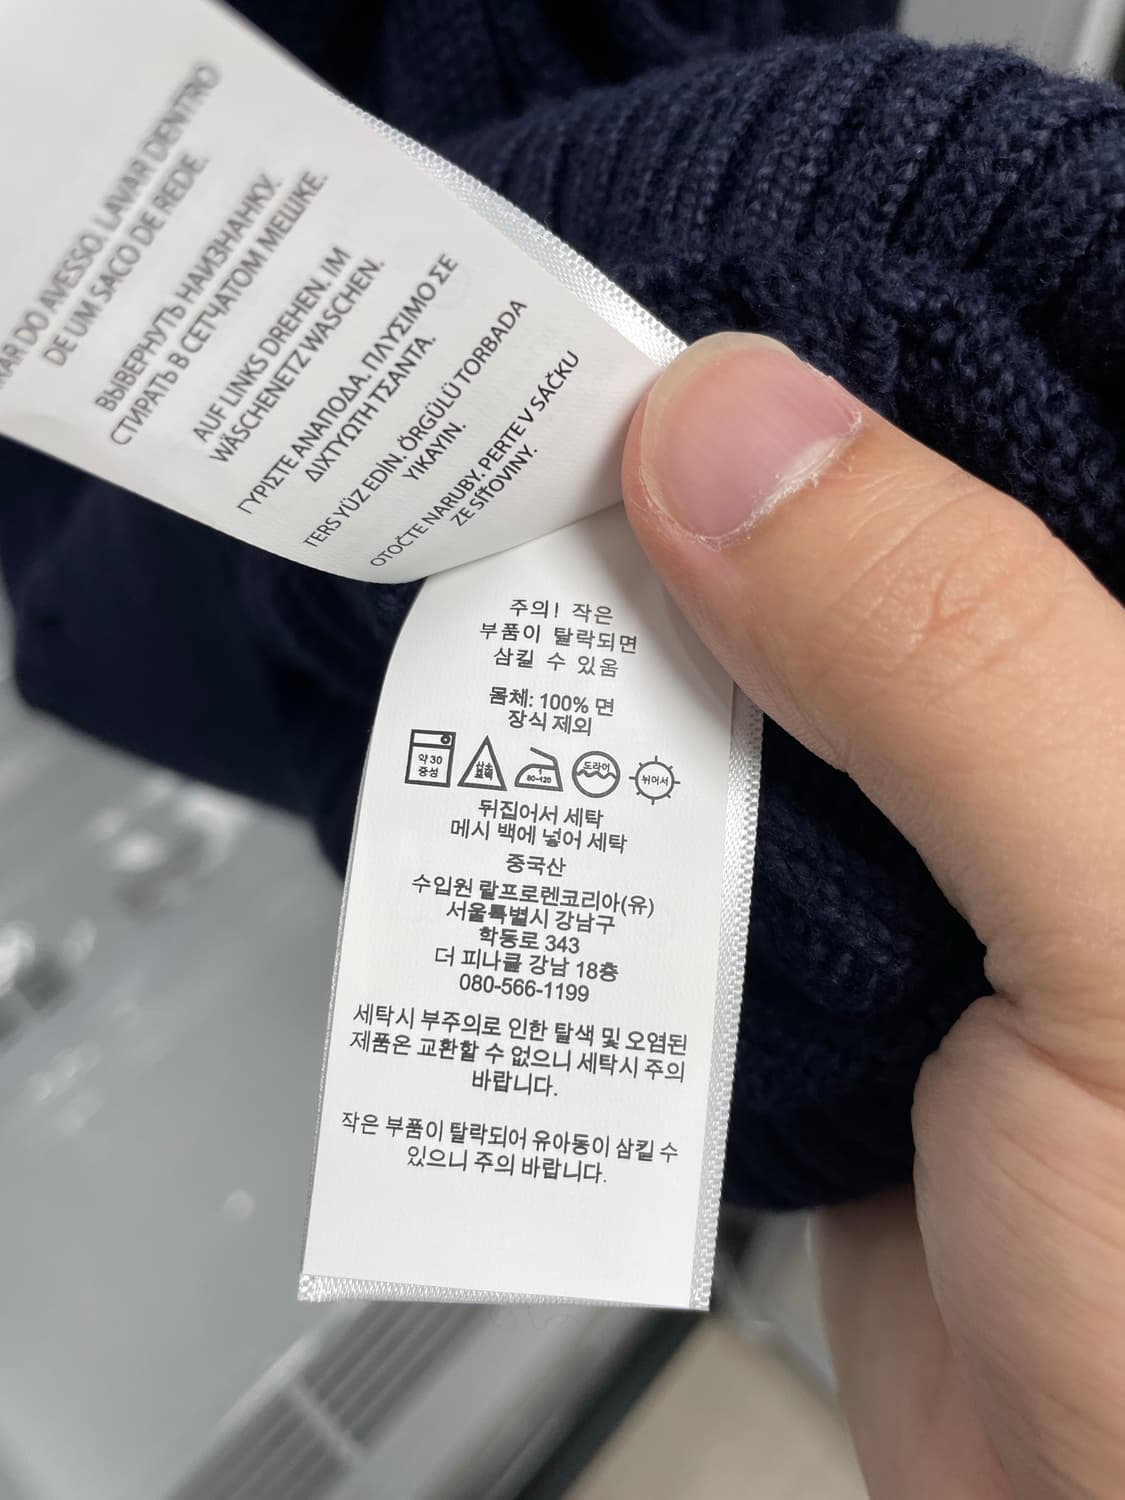 DO AVESSO. LAVAR DENTRO
DE UM SACO DE REDE.
ВЫВЕРНУТЬ НАИЗНАНКУ.
СТИРАТЬ В СЕТЧАТОМ МЕШКЕ.
AUF LINKS DREHEN. IM
WÄSCHENETZ WASCHEN.
ΓΥΡΙΣΤΕ ΑΝΑΠΟΔΑ. ΠΛΥΣΙΜΟ ΣΕ
ΔΙΧΤΥΩΤΗ ΤΣΑΝΤΑ.
TERS YÜZ EDİN. ÖRGÜLÜ TORBADA
YIKAYIN.
OTOČTE NARUBY. PERTE V SÁČKU
ZE SÍŤOVINY.
주의! 작은
부품이 탈락되면
삼킬 수 있움
몸체: 100% 면
장식 제외
약 30
중성
80-120
드라이
뉘어서
뒤집어서 세탁
메시 백에 넣어 세탁
중국산
수입원 랄프로렌코리아(유)
서울특별시 강남구
학동로 343
더 피나클 강남 18층
080-566-1199
세탁시 부주의로 인한 탈색 및 오염된
제품은 교환할 수 없으니 세탁시 주의
바랍니다.
작은 부품이 탈락되어 유아동이 삼킬 수
있으니 주의 바랍니다.